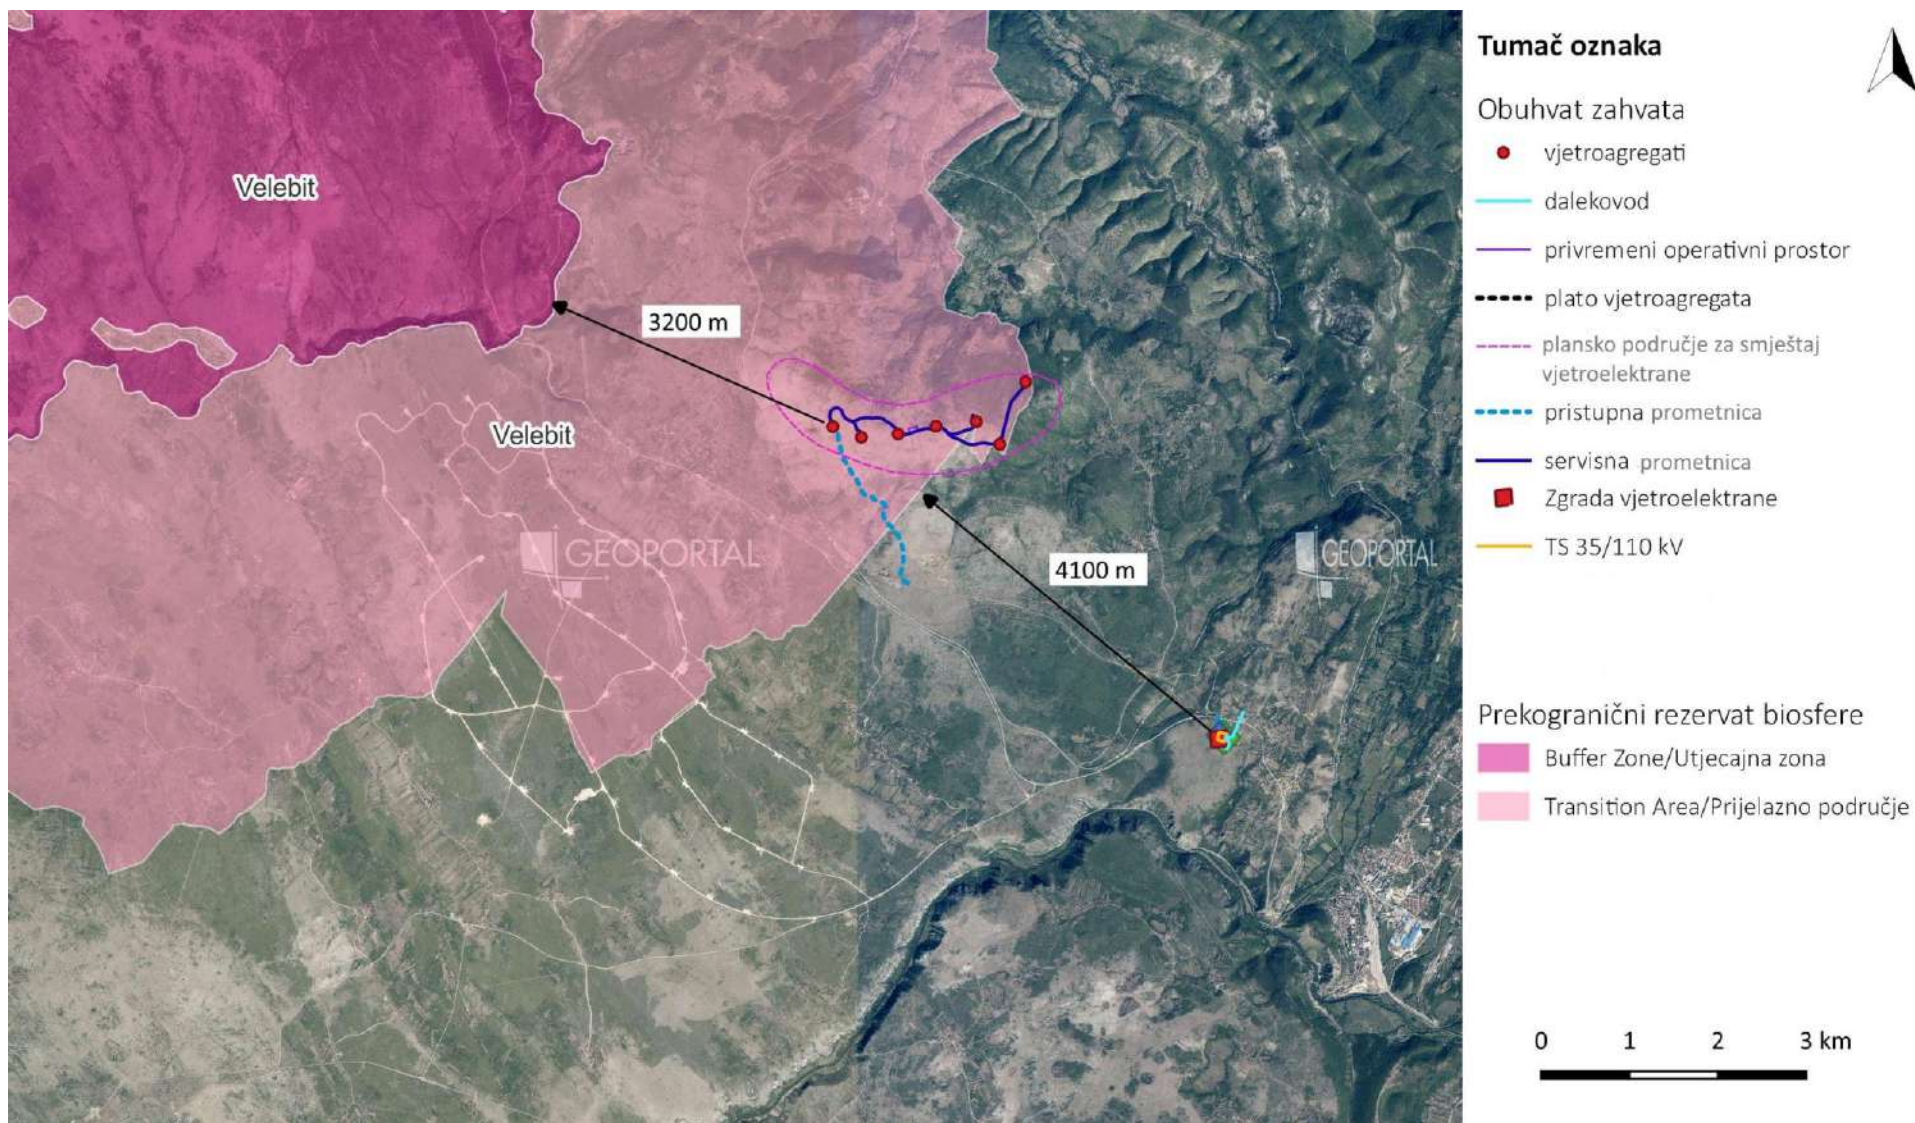 Tumač oznaka
Obuhvat zahvata
vjetroagregati
dalekovod
privremeni operativni prostor
plato vjetroagregata
plansko područje za smještaj
vjetroelektrane
pristupna prometnica
servisna prometnica
Zgrada vjetroelektrane
TS 35/110 kV
Prekogranični rezervat biosfere
Buffer Zone/Utjecajna zona
Transition Area/Prijelazno područje
0 1 2 3 km
Velebit
3200 m
Velebit
GEOPORTAL
GEOPORTAL
4100 m